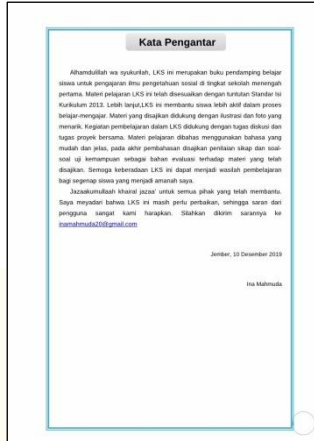 Kata Pengantar
Alhamdulillah wa syukurilah, LKS ini merupakan buku pendamping belajar
siswa untuk pengajaran ilmu pengetahuan sosial di tingkat sekolah menengah
pertama. Materi pelajaran LKS ini telah disesuaikan dengan tuntutan Standar Isi
Kurikulum 2013. Lebih lanjut,LKS ini membantu siswa lebih aktif dalam proses
belajar-mengajar. Materi yang disajikan didukung dengan ilustrasi dan foto yang
menarik. Kegiatan pembelajaran dalam LKS didukung dengan tugas diskusi dan
tugas proyek bersama. Materi pelajaran dibahas menggunakan bahasa yang
mudah dan jelas, pada akhir pembahasan disajikan penilaian sikap dan soal-
soal uji kemampuan sebagai bahan evaluasi terhadap materi yang telah
disajikan. Semoga keberadaan LKS ini dapat menjadi wasilah pembelajaran
bagi segenap siswa yang menjadi amanah saya.
Jazaakumullaah khairal jazaa' untuk semua pihak yang telah membantu.
Saya meyadari bahwa LKS ini masih perlu perbaikan, sehingga saran dari
pengguna sangat kami harapkan. Silahkan dikirim sarannya ke
inamahmuda20@gmail.com
Jember, 10 Desember 2019
Ina Mahmuda